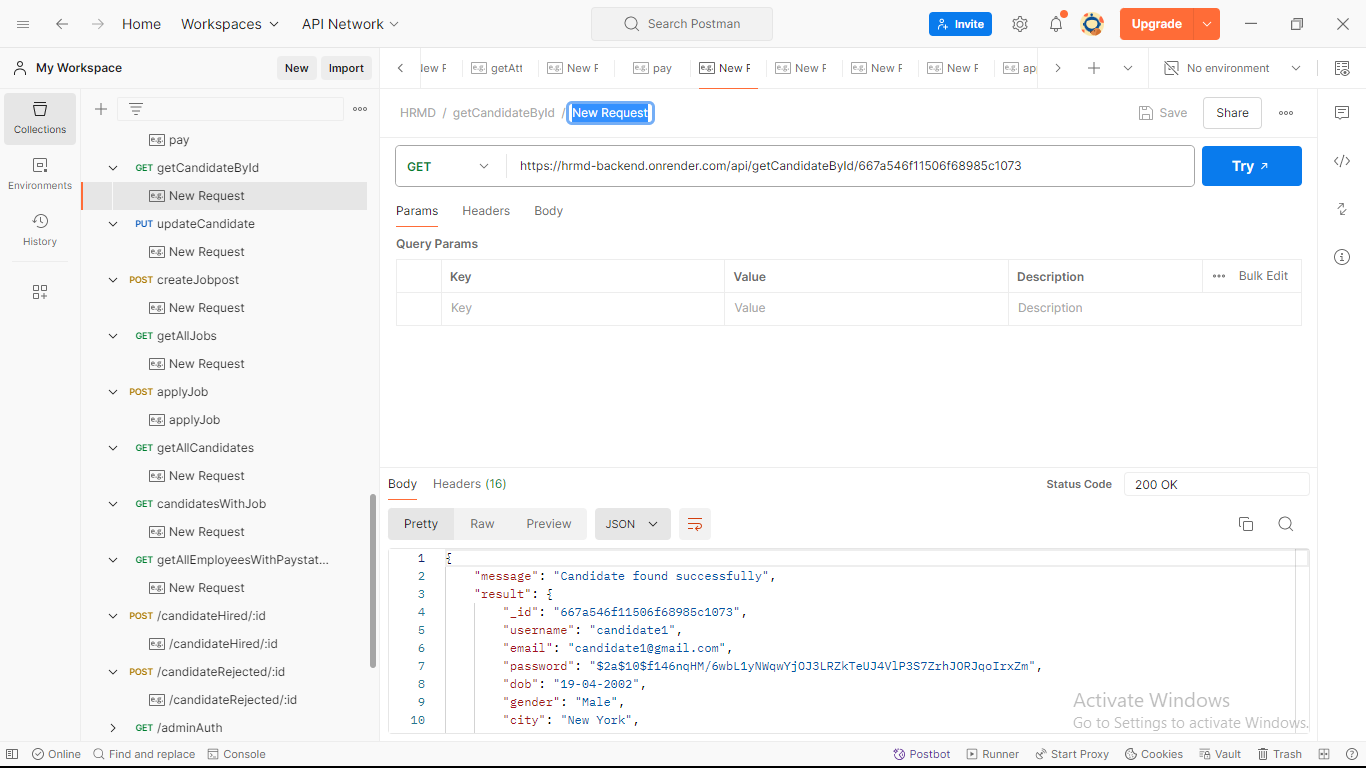 Home Workspaces API Network Search Postman Invite Upgrade
My Workspace New Import New F getAtt New F pay New F New F New F New F ap No environment
Collections
Environments
History
pay
GET getCandidateById
e.g. New Request
PUT updateCandidate
e.g. New Request
POST createJobpost
e.g. New Request
GET getAllJobs
e.g. New Request
POST applyJob
e.g. applyJob
GET getAllCandidates
e.g. New Request
GET candidatesWithJob
e.g. New Request
GET getAllEmployeesWithPaystat...
e.g. New Request
POST /candidateHired/:id
e.g. /candidateHired/:id
POST /candidateRejected/:id
e.g. /candidateRejected/:id
GET /adminAuth
HRMD / getCandidateById / New Request Save Share
GET https://hrmd-backend.onrender.com/api/getCandidateById/667a546f11506f68985c1073 Try
Params Headers Body
Query Params
Key Value Description Bulk Edit
Key Value Description
Body Headers (16) Status Code 200 OK
Pretty Raw Preview JSON
1 {
2 "message": "Candidate found successfully",
3 "result": {
4 "_id": "667a546f11506f68985c1073",
5 "username": "candidate1",
6 "email": "candidate1@gmail.com",
7 "password": "$2a$10$f146nqHM/6wbL1yNWqwYjOJ3LRZkTeUJ4VlP3S7ZrhJORJqoIrxZm",
8 "dob": "19-04-2002",
9 "gender": "Male",
10 "city": "New York",
Activate Windows
Go to Settings to activate Windows.
Online Find and replace Console Postbot Runner Start Proxy Cookies Vault Trash